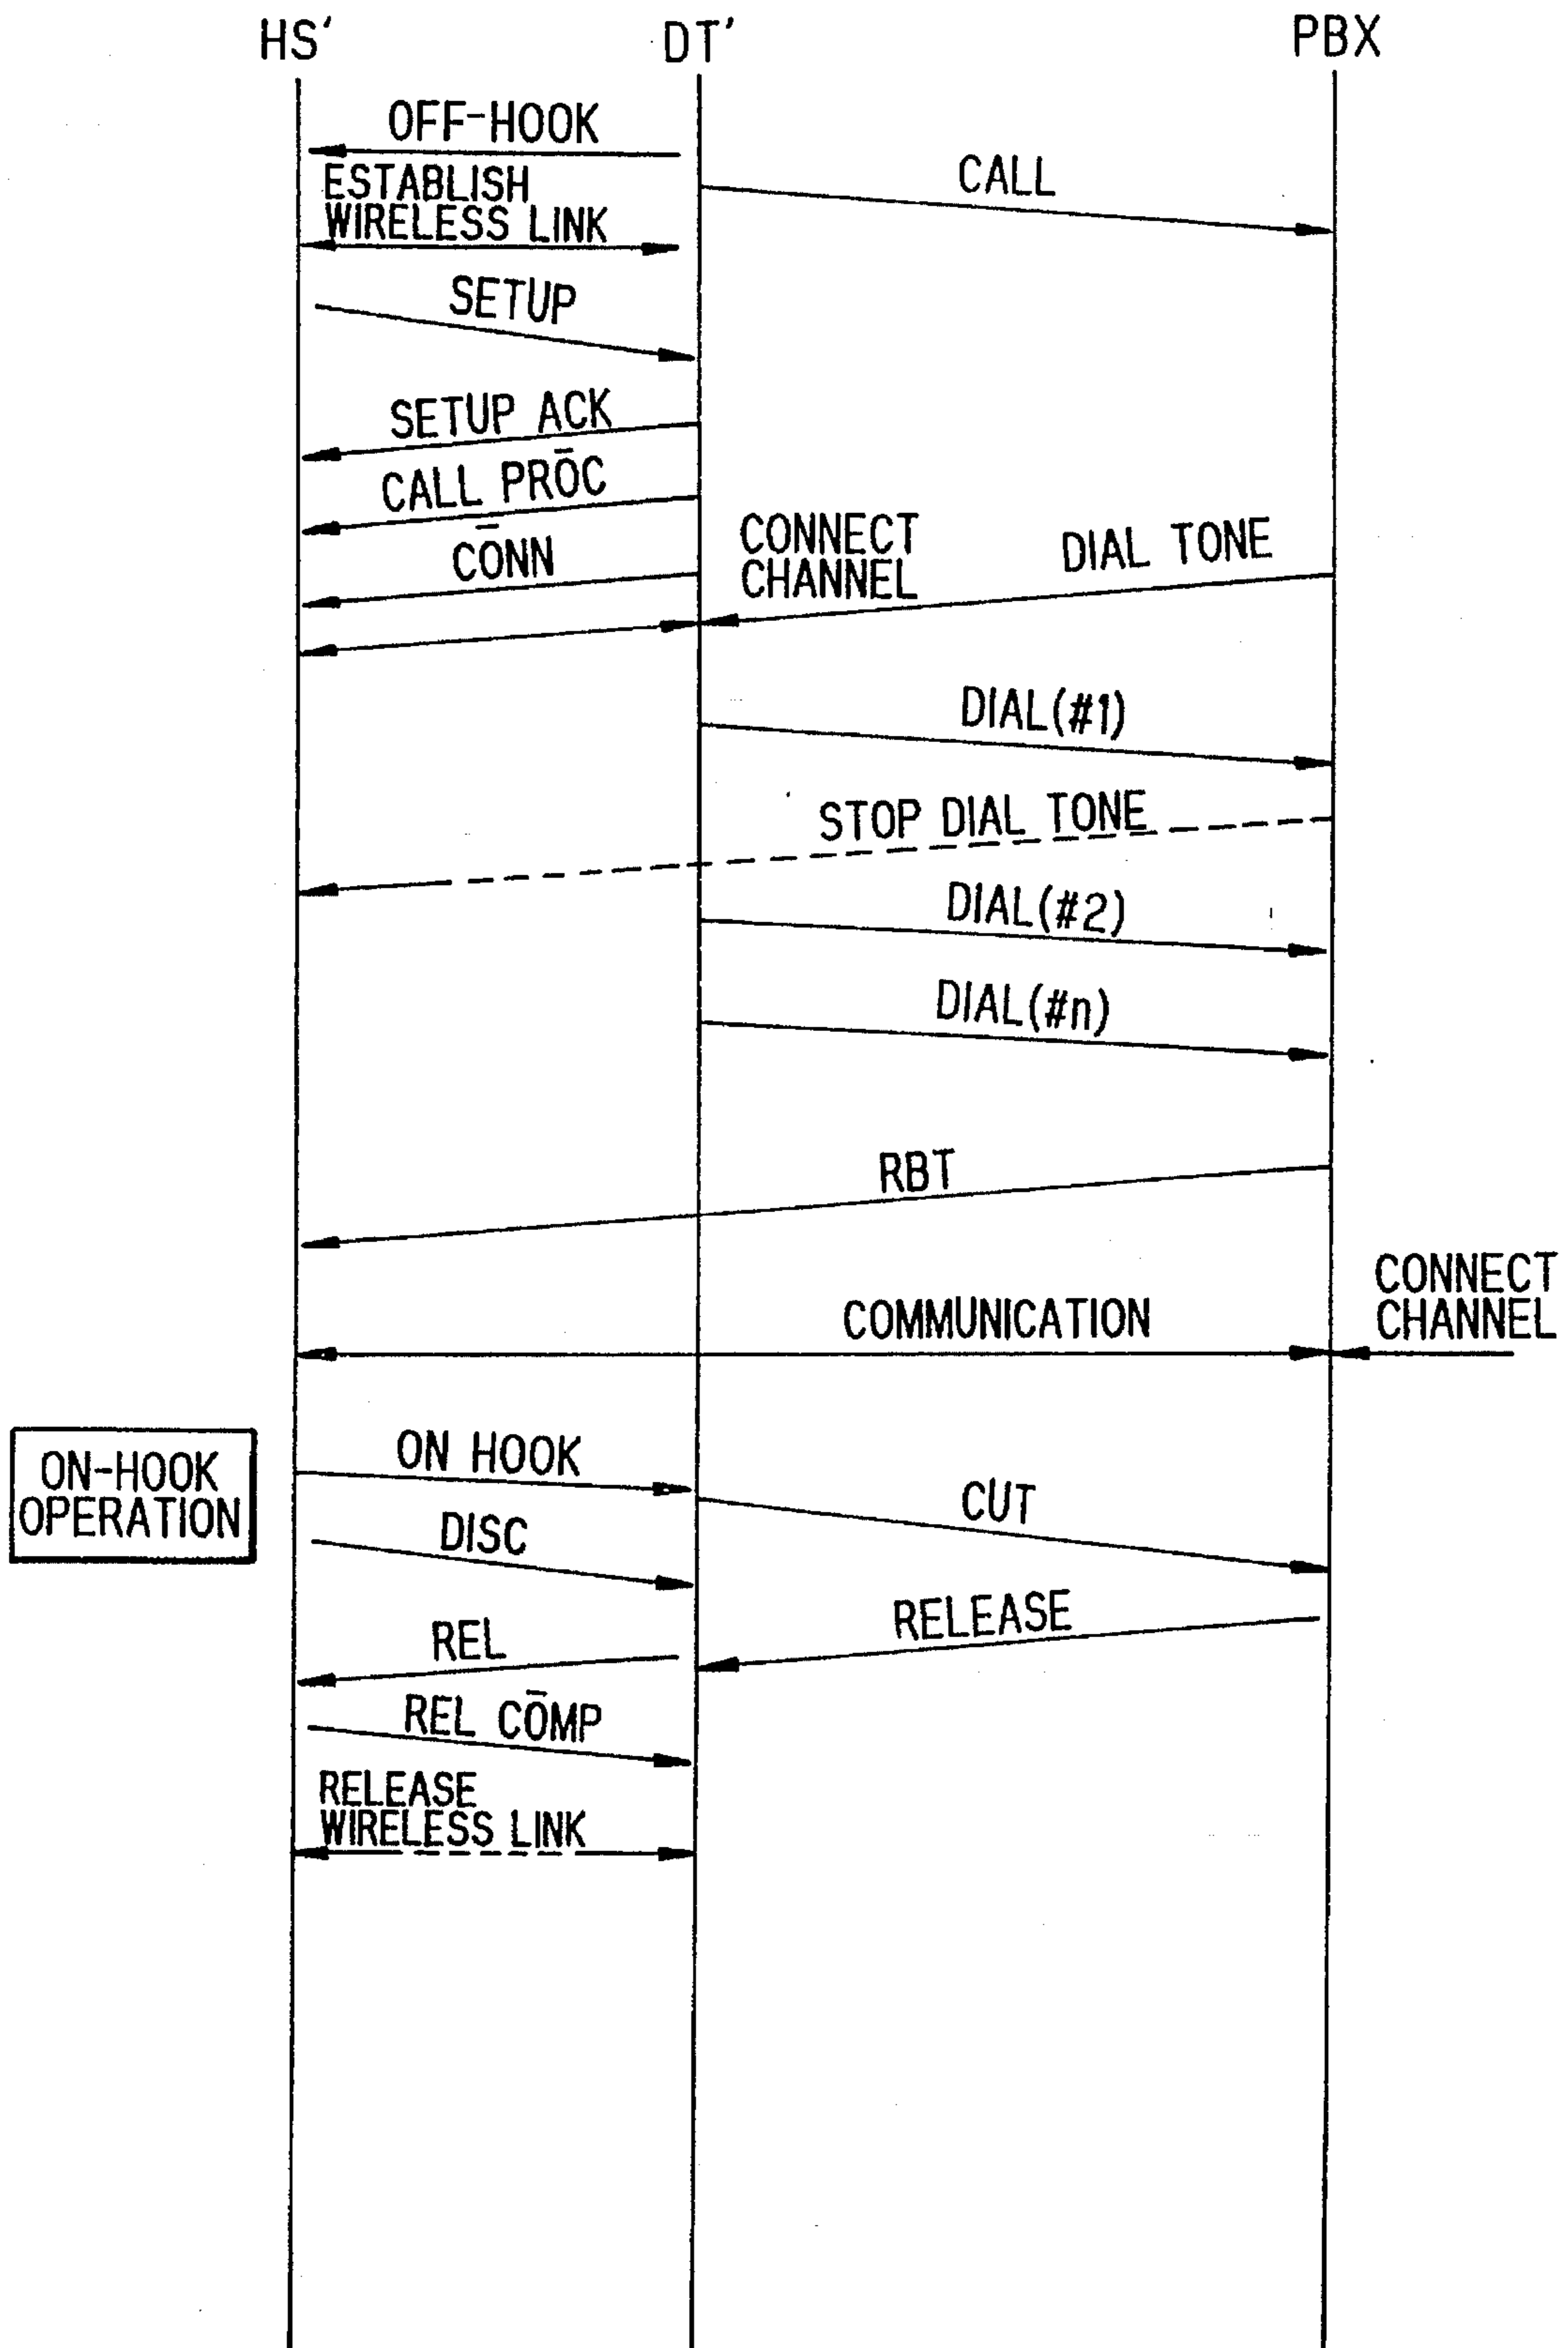 HS' DT' PBX
OFF-HOOK
CALL
ESTABLISH
WIRELESS LINK
SETUP
SETUP ACK
CALL PROC
CONN
CONNECT
CHANNEL
DIAL TONE
DIAL(#1)
STOP DIAL TONE
DIAL(#2)
DIAL(#n)
RBT
COMMUNICATION
CONNECT
CHANNEL
ON-HOOK
OPERATION
ON HOOK
CUT
DISC
RELEASE
REL
REL COMP
RELEASE
WIRELESS LINK